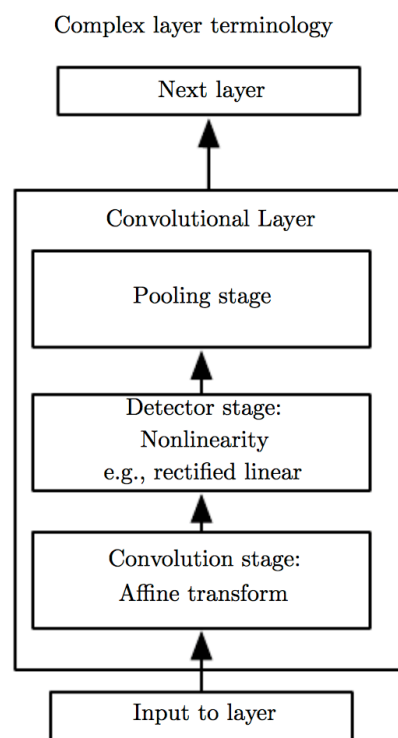 Complex layer terminology
Next layer
Convolutional Layer
Pooling stage
Detector stage:
Nonlinearity
e.g., rectified linear
Convolution stage:
Affine transform
Input to layer